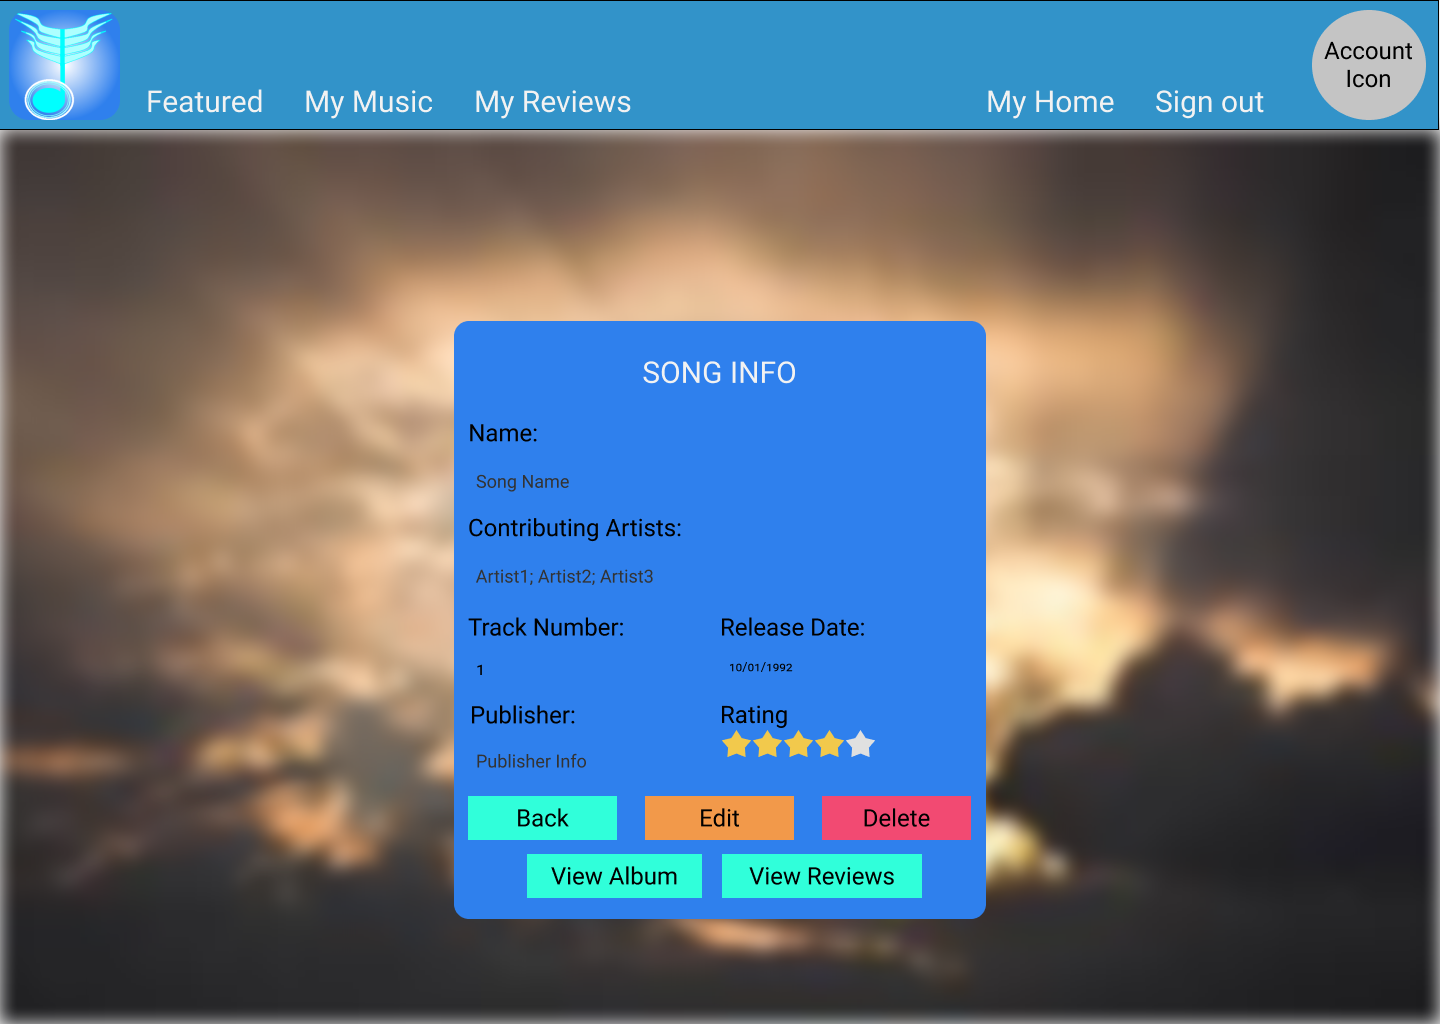 Featured My Music My Reviews My Home Sign out
Account
Icon
SONG INFO
Name:
Song Name
Contributing Artists:
Artist1; Artist2; Artist3
Track Number: Release Date:
1 10/01/1992
Publisher: Rating
Publisher Info
Back Edit Delete
View Album View Reviews